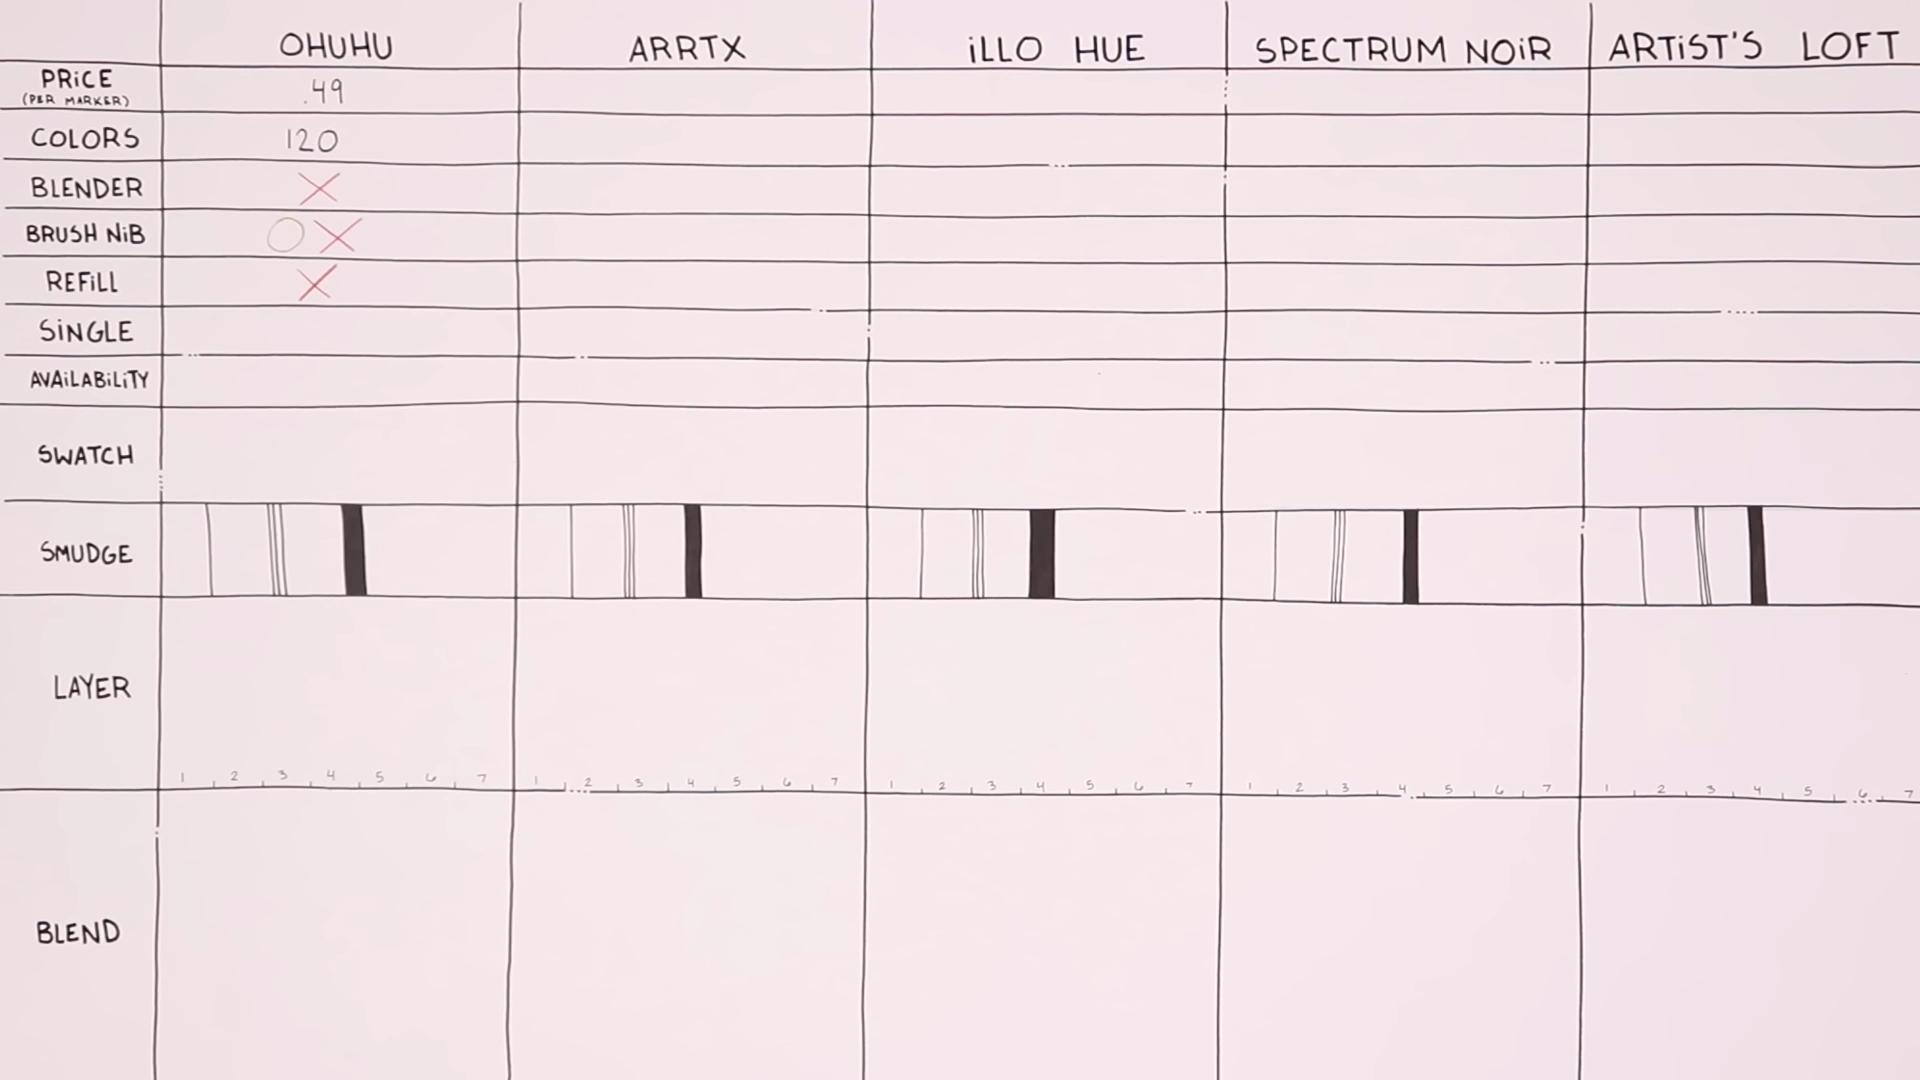 OHUHU ARRTX iLLO HUE SPECTRUM NOiR ARTiST'S LOFT
PRiCE .49
(PER MARKER)
COLORS 120
BLENDER X
BRUSH NiB O X
REFiLL X
SiNGLE
AVAiLABiLiTY
SWATCH
SMUDGE
LAYER
1 2 3 4 5 6 7 1 2 3 4 5 6 7 1 2 3 4 5 6 7 1 2 3 4 5 6 7 1 2 3 4 5 6 7
BLEND